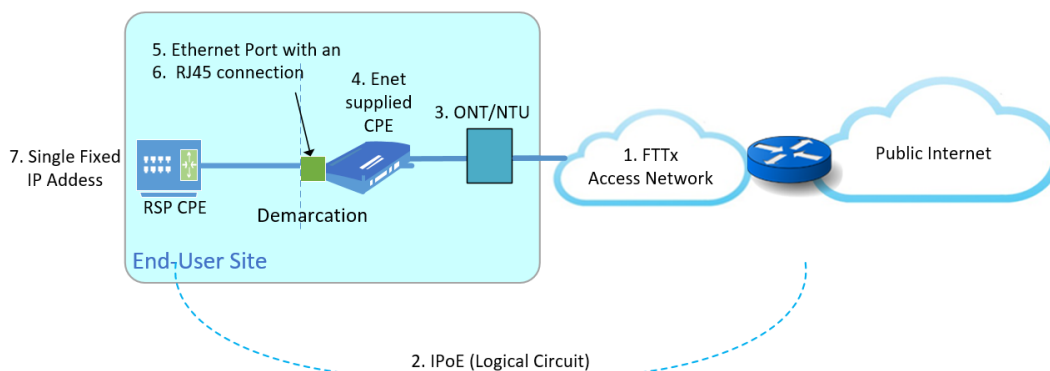 5. Ethernet Port with an
6. RJ45 connection
4. Enet
supplied
CPE
3. ONT/NTU
7. Single Fixed
IP Addess
RSP CPE
Demarcation
1. FTTx
Access Network
Public Internet
End-User Site
2. IPoE (Logical Circuit)